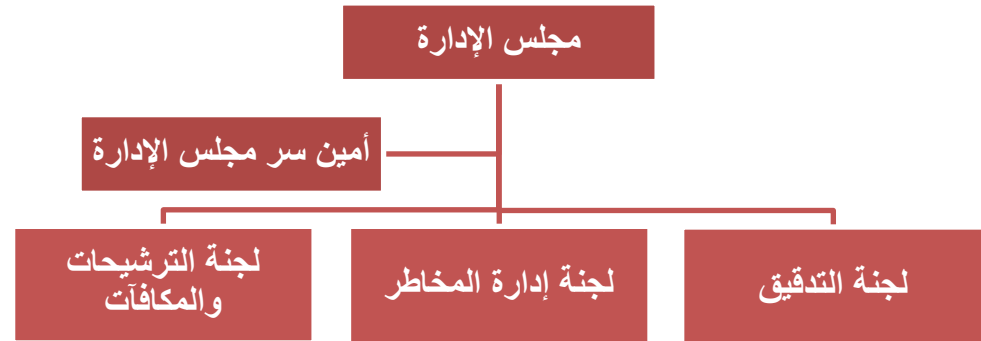 مجلس الإدارة
أمين سر مجلس الإدارة
لجنة التدقيق
لجنة إدارة المخاطر
لجنة الترشيحات
والمكافآت